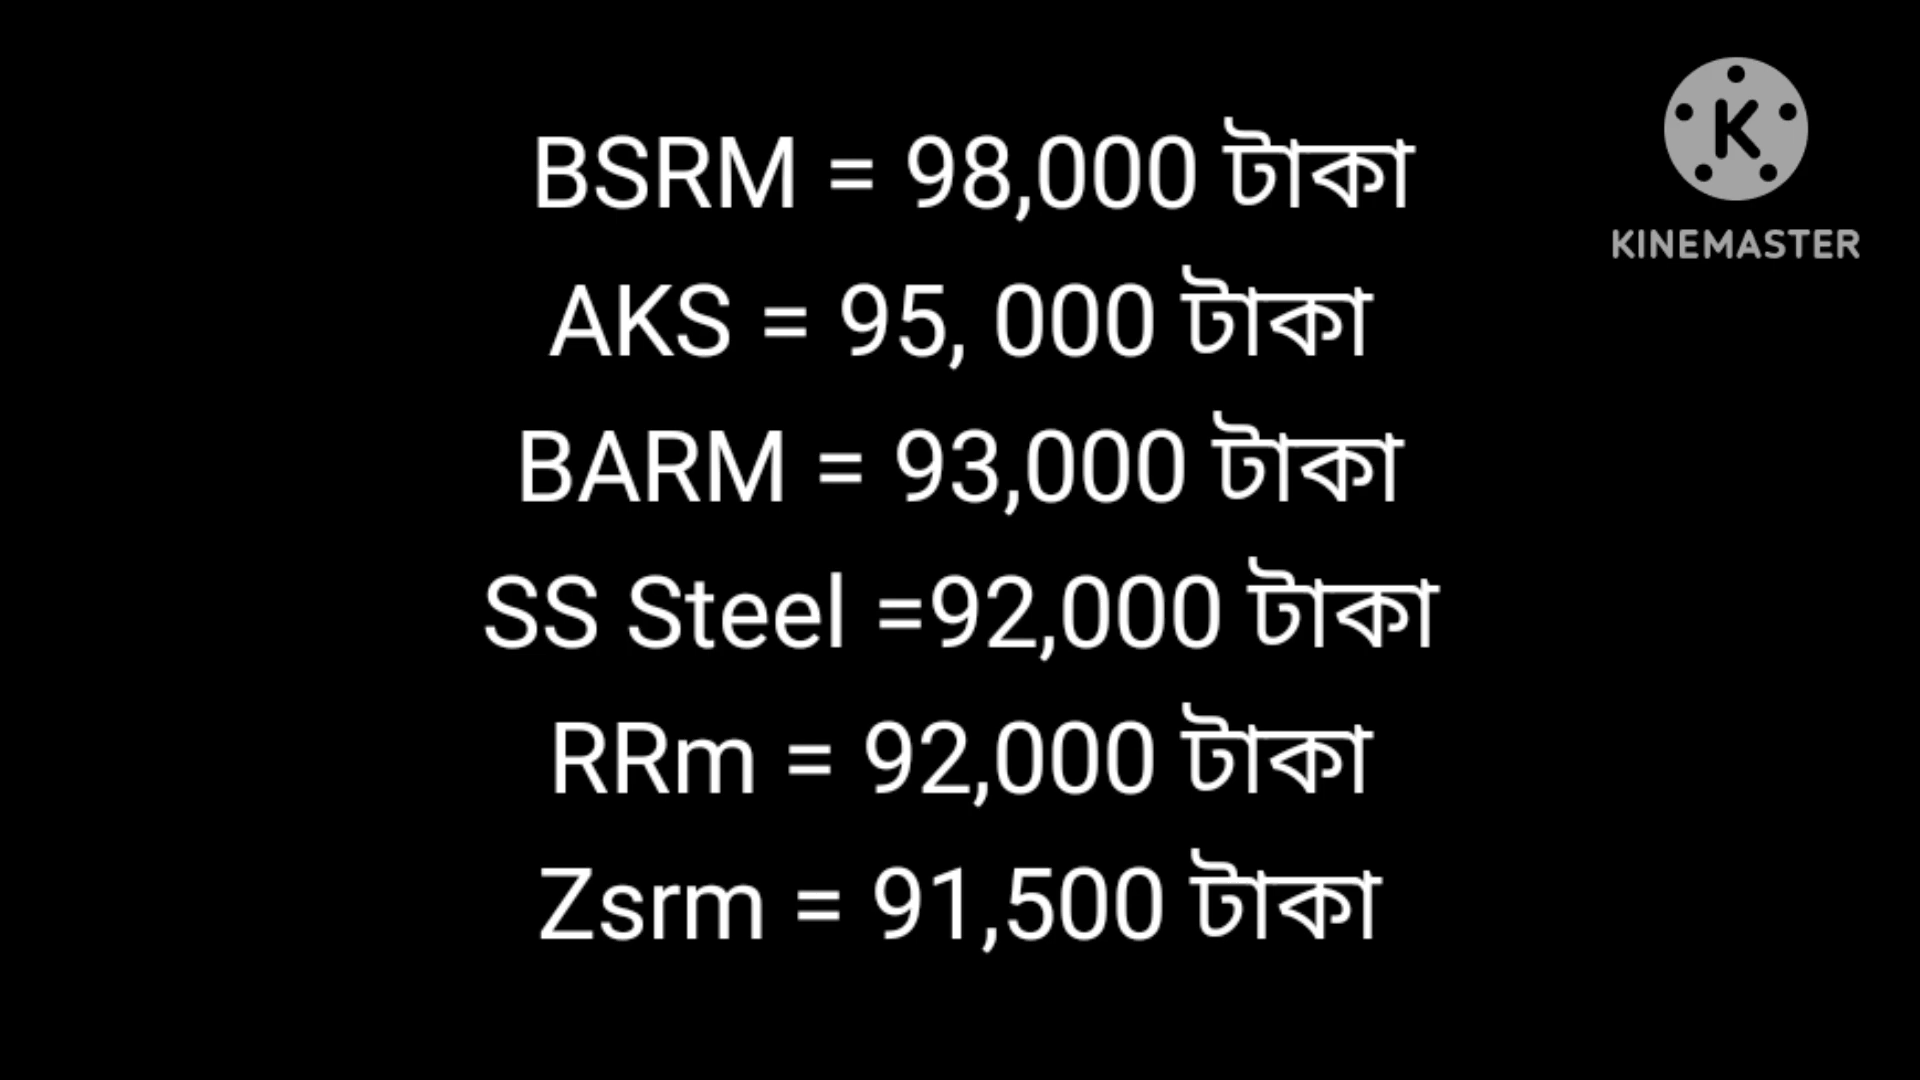 BSRM = 98,000 টাকা
AKS = 95, 000 টাকা
BARM = 93,000 টাকা
SS Steel =92,000 টাকা
RRm = 92,000 টাকা
Zsrm = 91,500 টাকা
K
KINEMASTER